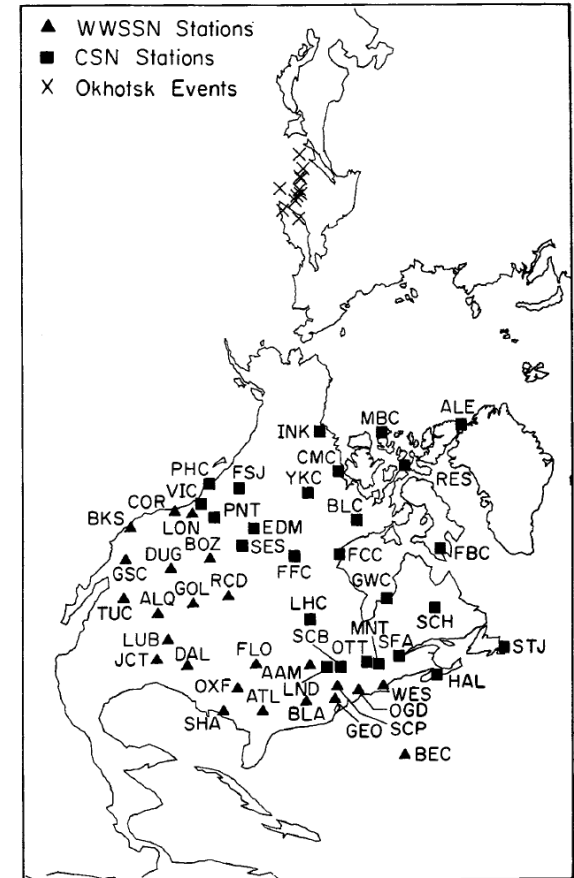 WWSSN Stations
CSN Stations
Okhotsk Events
ALE
MBC
INK
CMC
RES
PHC
FSJ
YKC
VIC
COR
BLC
PNT
BKS
LON
EDM
BOZ
SES
FBC
DUG
FCC
GSC
FFC
GWC
RCD
GOL
ALQ
TUC
LHC
SCH
SCB
MNT
LUB
OTT
SFA
STJ
FLO
JCT
DAL
AAM
HAL
OXF
LND
WES
ATL
OGD
BLA
SHA
SCP
GEO
BEC